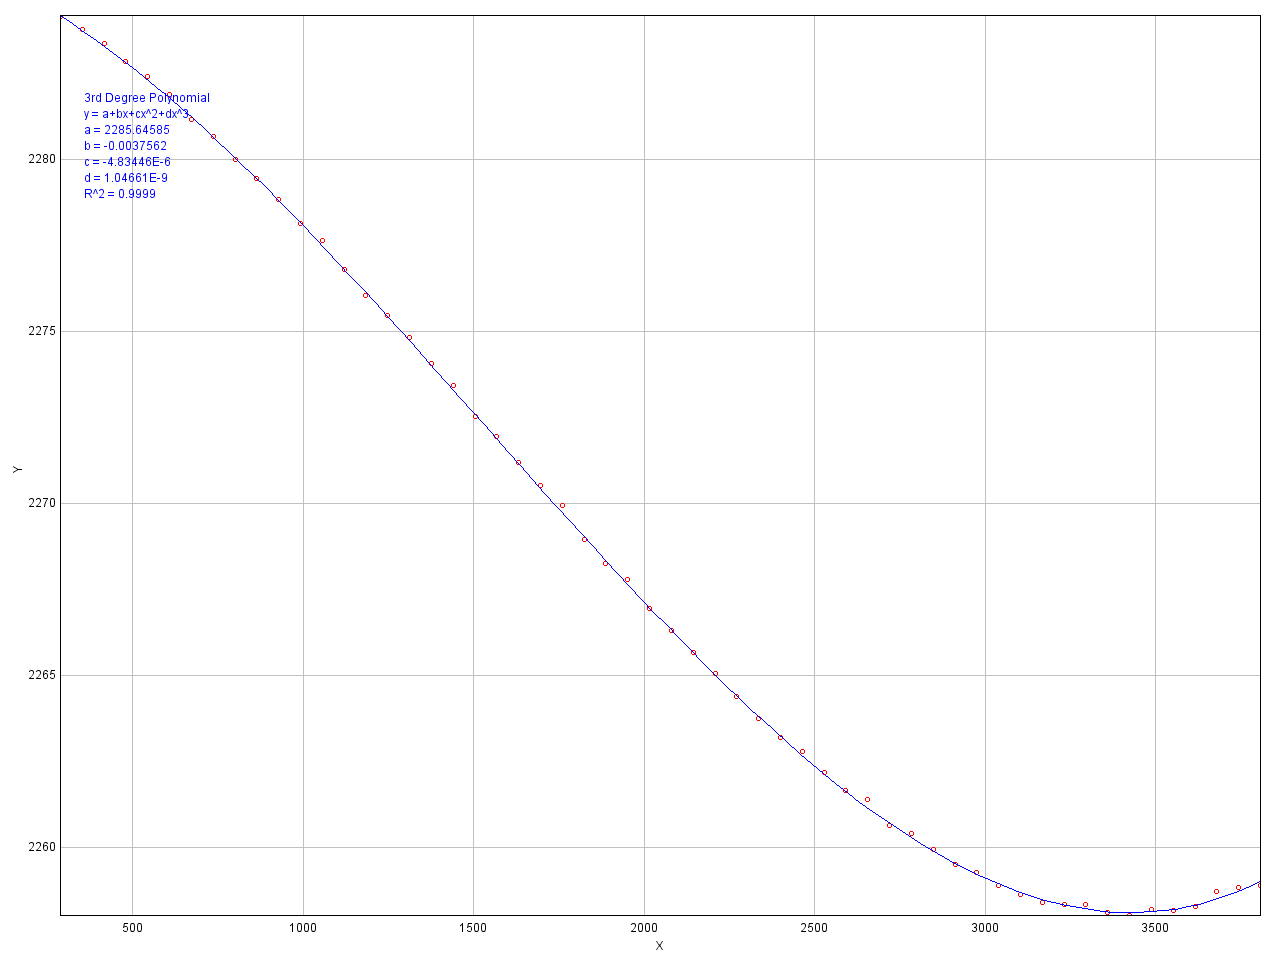 3rd Degree Polynomial
y = a+bx+cx^2+dx^3
a = 2285.64585
b = -0.0037562
c = -4.83446E-6
d = 1.04661E-9
R^2 = 0.9999
2280
2275
2270
2265
2260
Y
500
1000
1500
2000
2500
3000
3500
X